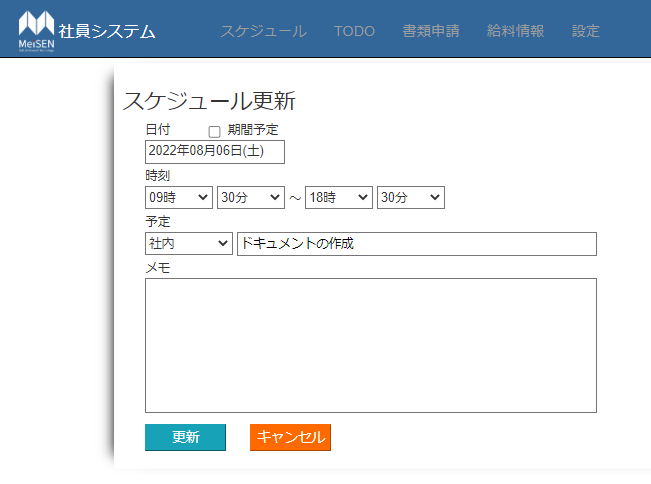 MeiSEN 社員システム スケジュール TODO 書類申請 給料情報 設定
スケジュール更新
日付 期間予定
2022年08月06日(土)
時刻
09時 30分 ～ 18時 30分
予定
社内 ドキュメントの作成
メモ
更新 キャンセル